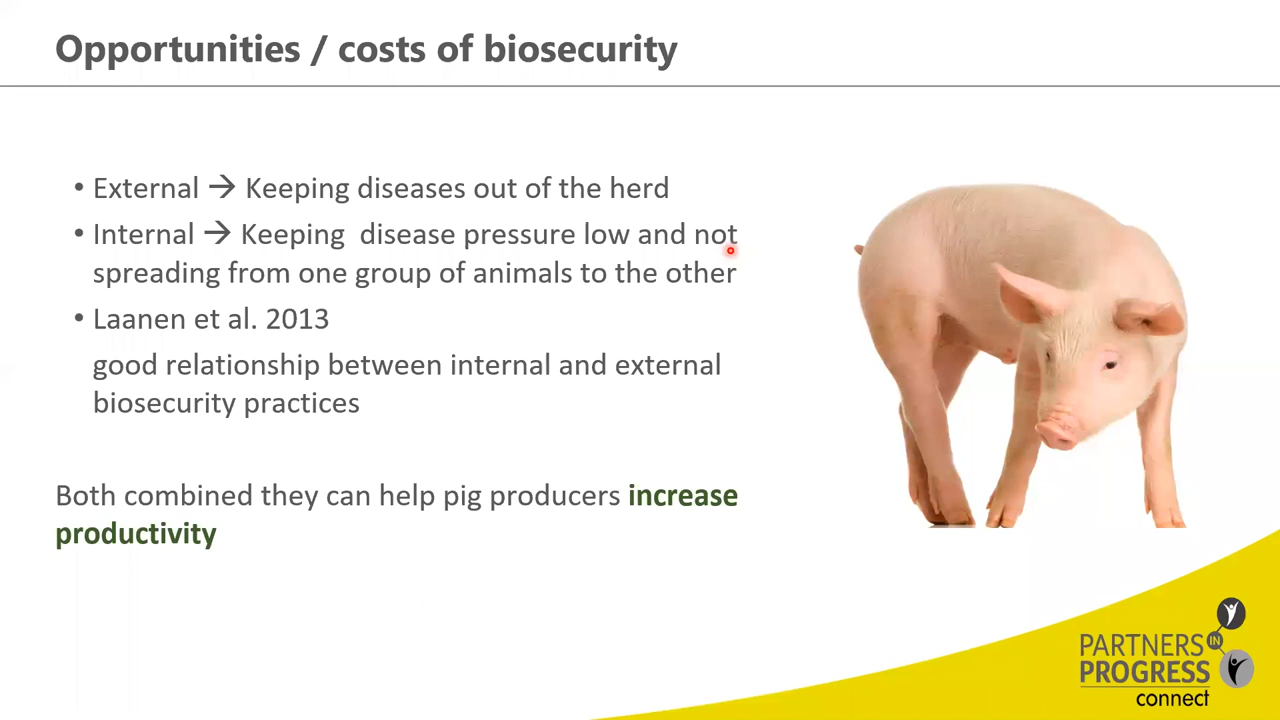 Opportunities / costs of biosecurity
• External → Keeping diseases out of the herd
• Internal → Keeping  disease pressure low and not
spreading from one group of animals to the other
• Laanen et al. 2013
good relationship between internal and external
biosecurity practices
Both combined they can help pig producers increase
productivity
PARTNERS IN
PROGRESS
connect